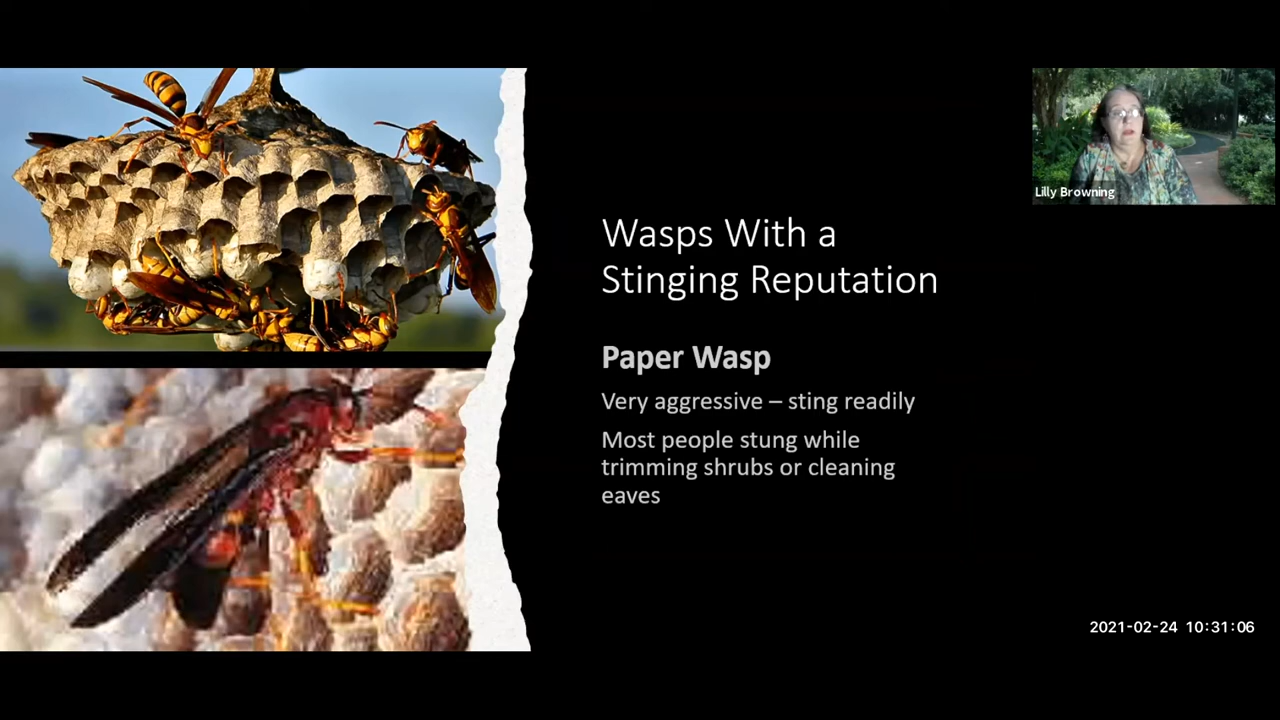 Lilly Browning
Wasps With a
Stinging Reputation
Paper Wasp
Very aggressive – sting readily
Most people stung while
trimming shrubs or cleaning
eaves
2021-02-24 10:31:06